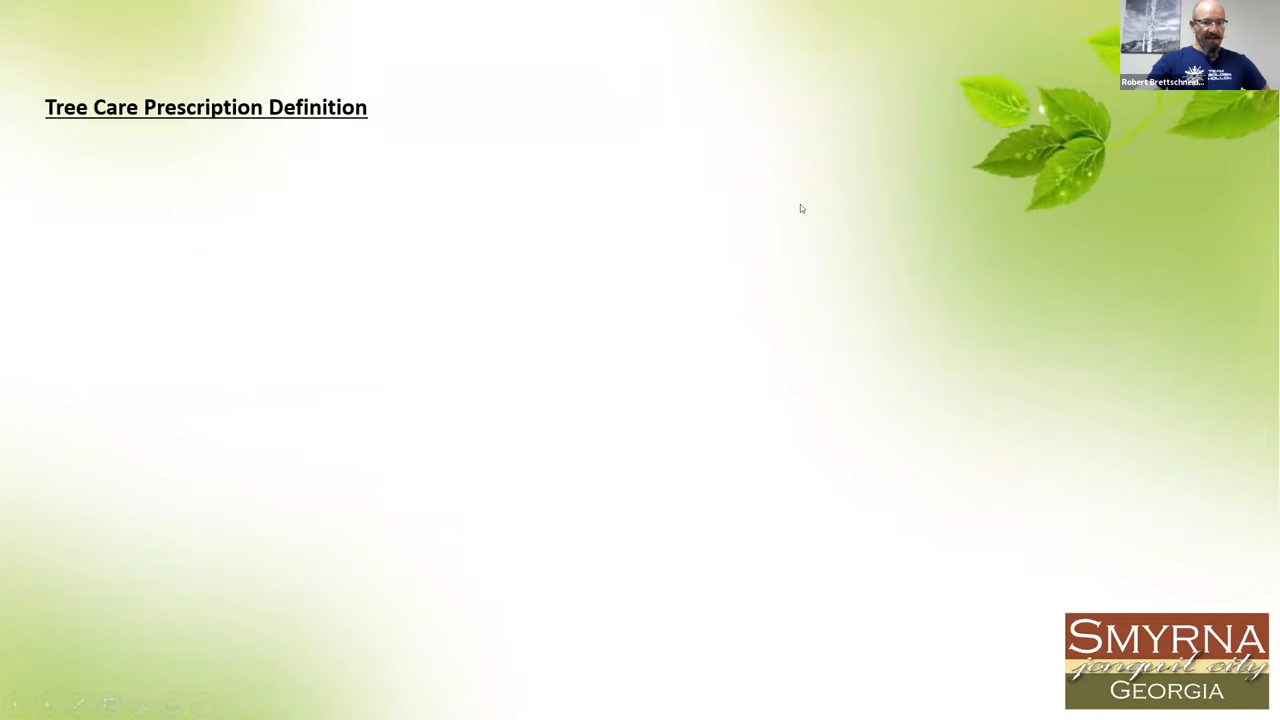 Robert Brettschneid...
Tree Care Prescription Definition
SMYRNA
jonquil city
GEORGIA